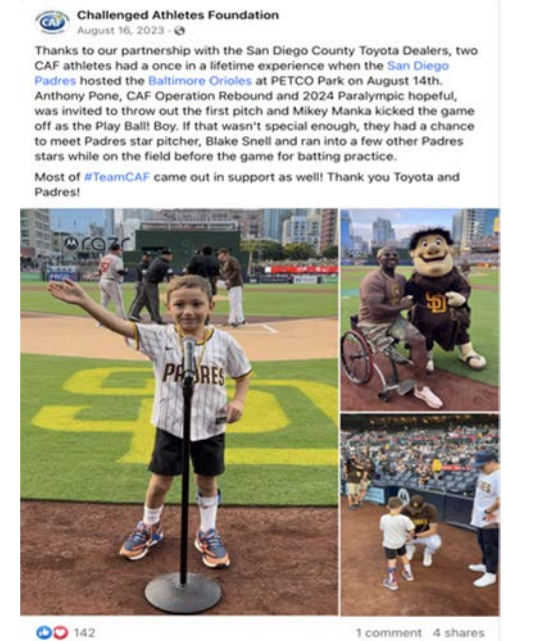 Challenged Athletes Foundation
CAF
August 16, 2023 ·
Thanks to our partnership with the San Diego County Toyota Dealers, two
CAF athletes had a once in a lifetime experience when the San Diego
Padres hosted the Baltimore Orioles at PETCO Park on August 14th.
Anthony Pone, CAF Operation Rebound and 2024 Paralympic hopeful,
was invited to throw out the first pitch and Mikey Manka kicked the game
off as the Play Ball! Boy. If that wasn't special enough, they had a chance
to meet Padres star pitcher, Blake Snell and ran into a few other Padres
stars while on the field before the game for batting practice.
Most of #TeamCAF came out in support as well! Thank you Toyota and
Padres!
motorola razr
PADRES
SD
142
1 comment 4 shares